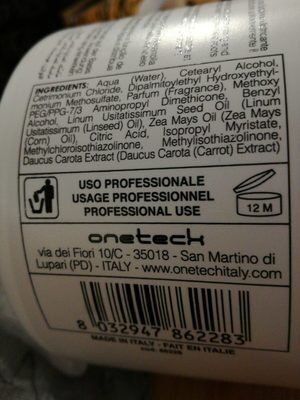 INGREDIENTS: Aqua (Water), Cetearyl Alcohol,
Cetrimonium Chloride, Dipalmitoylethyl Hydroxyethyl-
monium Methosulfate, Parfum (Fragrance), Methoxy
PEG/PPG-7/3 Aminopropyl Dimethicone, Benzyl
Alcohol, Linum Usitatissimum Seed Oil (Linum
Usitatissimum (Linseed) Oil), Zea Mays Oil (Zea Mays
(Corn) Oil), Citric Acid, Isopropyl Myristate,
Methylchloroisothiazolinone, Methylisothiazolinone,
Daucus Carota Extract (Daucus Carota (Carrot) Extract)
USO PROFESSIONALE
USAGE PROFESSIONNEL
PROFESSIONAL USE
12 M
onetech
via dei Fiori 10/C - 35018 - San Martino di
Lupari (PD) - ITALY - www.onetechitaly.com
8 032947 862283
MADE IN ITALY - FAIT EN ITALIE